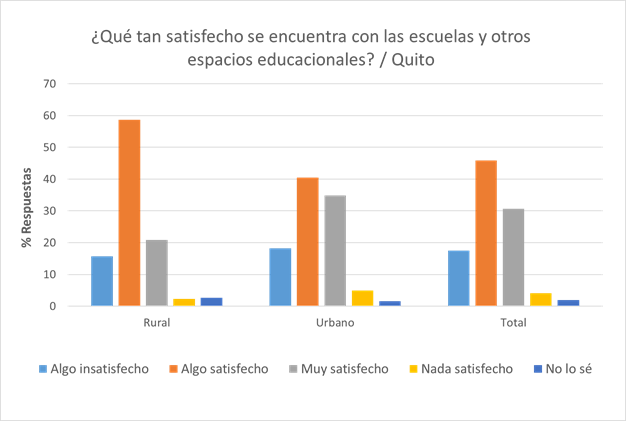 ¿Qué tan satisfecho se encuentra con las escuelas y otros
espacios educacionales? / Quito
70
60
50
40
30
20
10
0
% Respuestas
Rural Urbano Total
Algo insatisfecho Algo satisfecho Muy satisfecho Nada satisfecho No lo sé